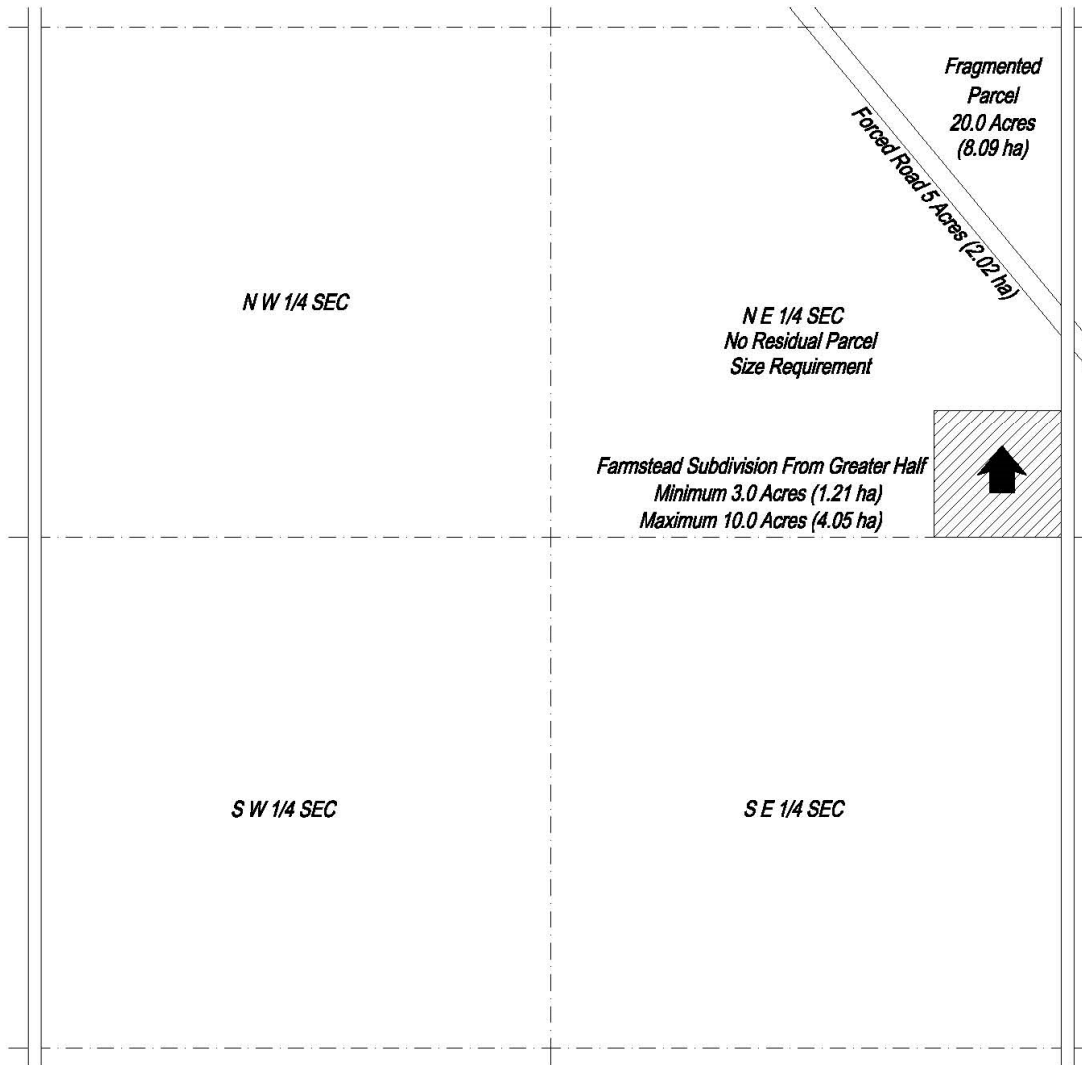 Fragmented
Parcel
20.0 Acres
(8.09 ha)
Forced Road 5 Acres (2.02 ha)
N W 1/4 SEC
N E 1/4 SEC
No Residual Parcel
Size Requirement
Farmstead Subdivision From Greater Half
Minimum 3.0 Acres (1.21 ha)
Maximum 10.0 Acres (4.05 ha)
S W 1/4 SEC
S E 1/4 SEC